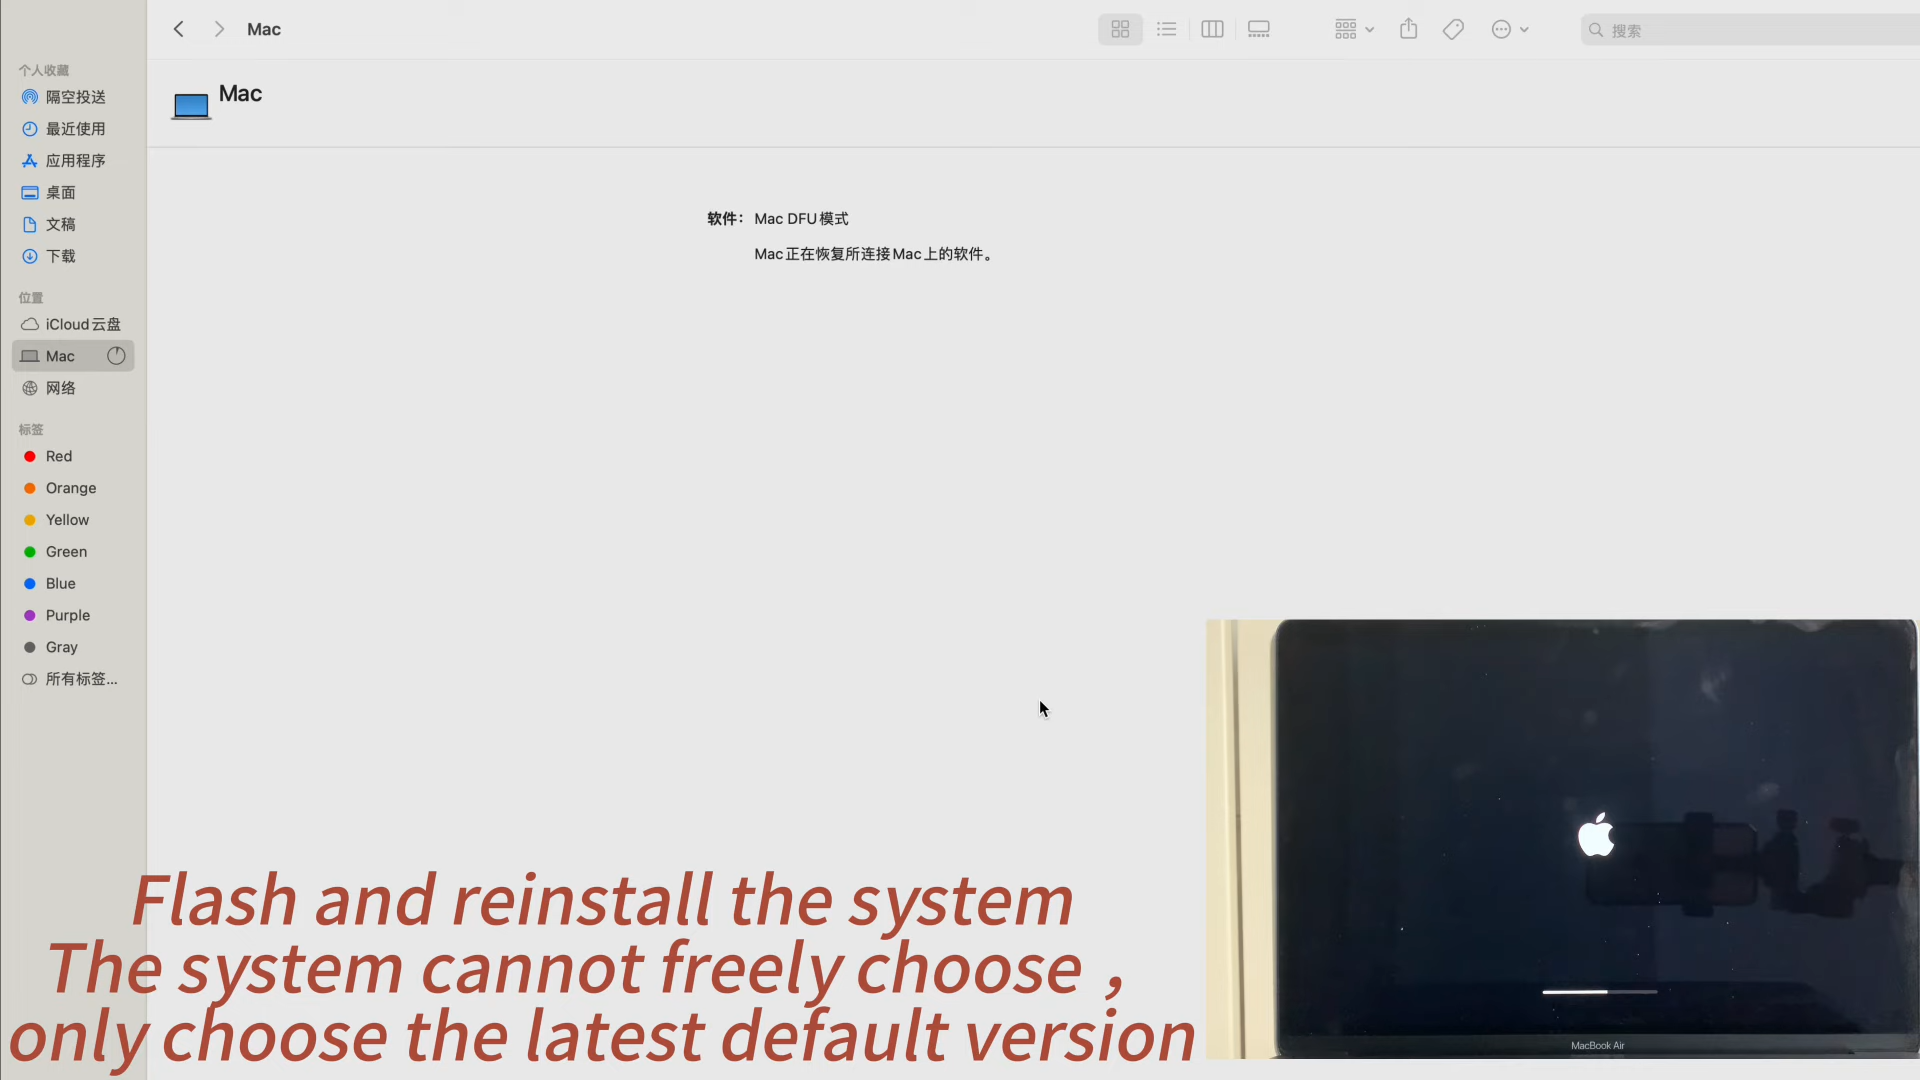 Mac
搜索
个人收藏
隔空投送
最近使用
应用程序
桌面
文稿
下载
位置
iCloud云盘
Mac
网络
标签
Red
Orange
Yellow
Green
Blue
Purple
Gray
所有标签...
Mac
软件: Mac DFU模式
Mac正在恢复所连接Mac上的软件。
Flash and reinstall the system
The system cannot freely choose ，
only choose the latest default version
MacBook Air